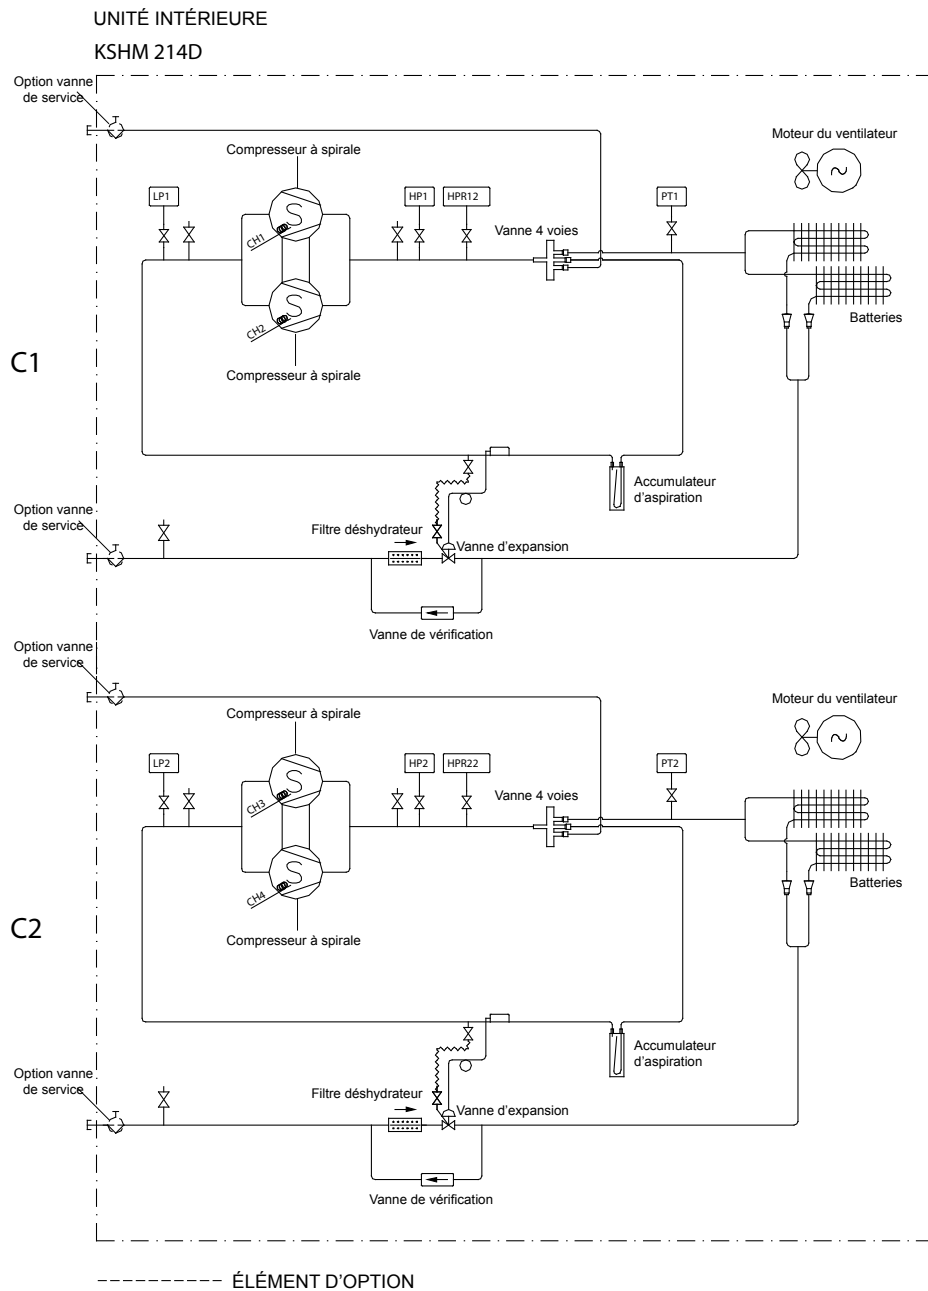 UNITÉ INTÉRIEURE
KSHM 214D
Option vanne
de service
Compresseur à spirale
Moteur du ventilateur
LP1
HP1
HPR12
PT1
CH1
Vanne 4 voies
CH2
Batteries
C1
Compresseur à spirale
Accumulateur
d'aspiration
Option vanne
de service
Filtre déshydrateur
Vanne d'expansion
Vanne de vérification
Option vanne
de service
Compresseur à spirale
Moteur du ventilateur
LP2
HP2
HPR22
PT2
CH3
Vanne 4 voies
CH4
Batteries
C2
Compresseur à spirale
Accumulateur
d'aspiration
Option vanne
de service
Filtre déshydrateur
Vanne d'expansion
Vanne de vérification
ÉLÉMENT D'OPTION